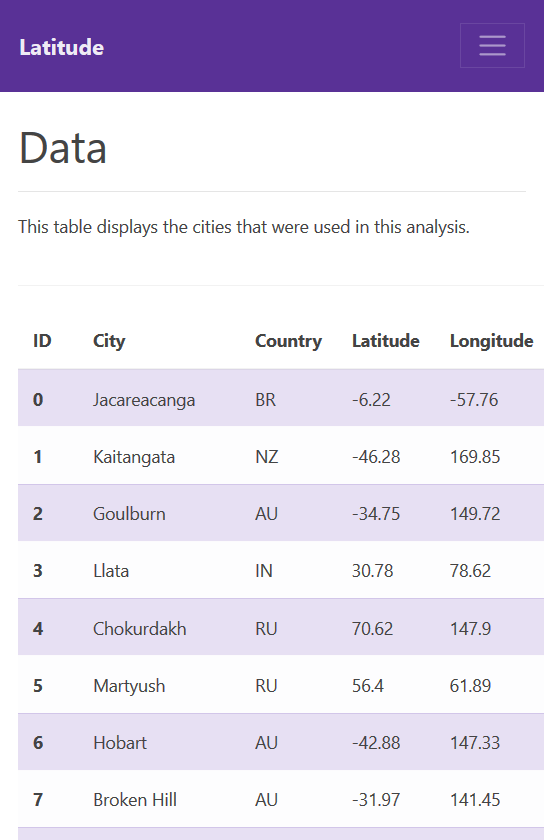 Latitude
Data
This table displays the cities that were used in this analysis.
ID City Country Latitude Longitude
0 Jacareacanga BR -6.22 -57.76
1 Kaitangata NZ -46.28 169.85
2 Goulburn AU -34.75 149.72
3 Llata IN 30.78 78.62
4 Chokurdakh RU 70.62 147.9
5 Martyush RU 56.4 61.89
6 Hobart AU -42.88 147.33
7 Broken Hill AU -31.97 141.45